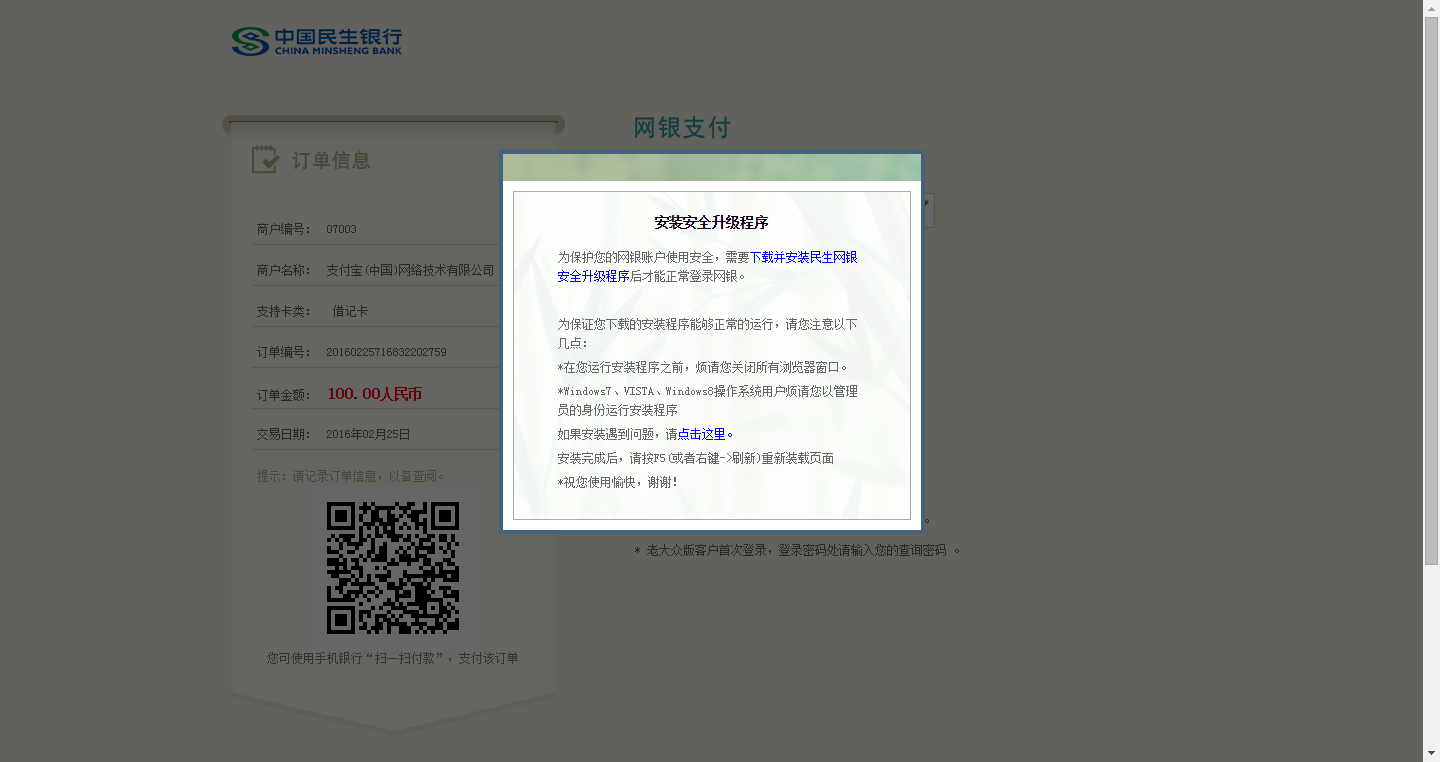 中国民生银行
CHINA MINSHENG BANK
订单信息
商户编号： 07003
商户名称： 支付宝(中国)网络技术有限公司
支持卡类： 借记卡
订单编号： 2016022571683220​2759
订单金额： 100.00人民币
交易日期： 2016年02月25日
提示：请记录订单信息，以备查阅。
您可使用手机银行“扫一扫付款”，支付该订单
网银支付
安装安全升级程序
为保护您的网银账户使用安全，需要下载并安装民生网银
安全升级程序后才能正常登录网银。
为保证您下载的安装程序能够正常的运行，请您注意以下
几点：
*在您运行安装程序之前，烦请您关闭所有浏览器窗口。
*Windows7、VISTA、Windows8操作系统用户烦请您以管理
员的身份运行安装程序
如果安装遇到问题，请点击这里。
安装完成后，请按F5(或者右键->刷新)重新装载页面
*祝您使用愉快，谢谢！
。
* 老大众版客户首次登录，登录密码处请输入您的查询密码 。